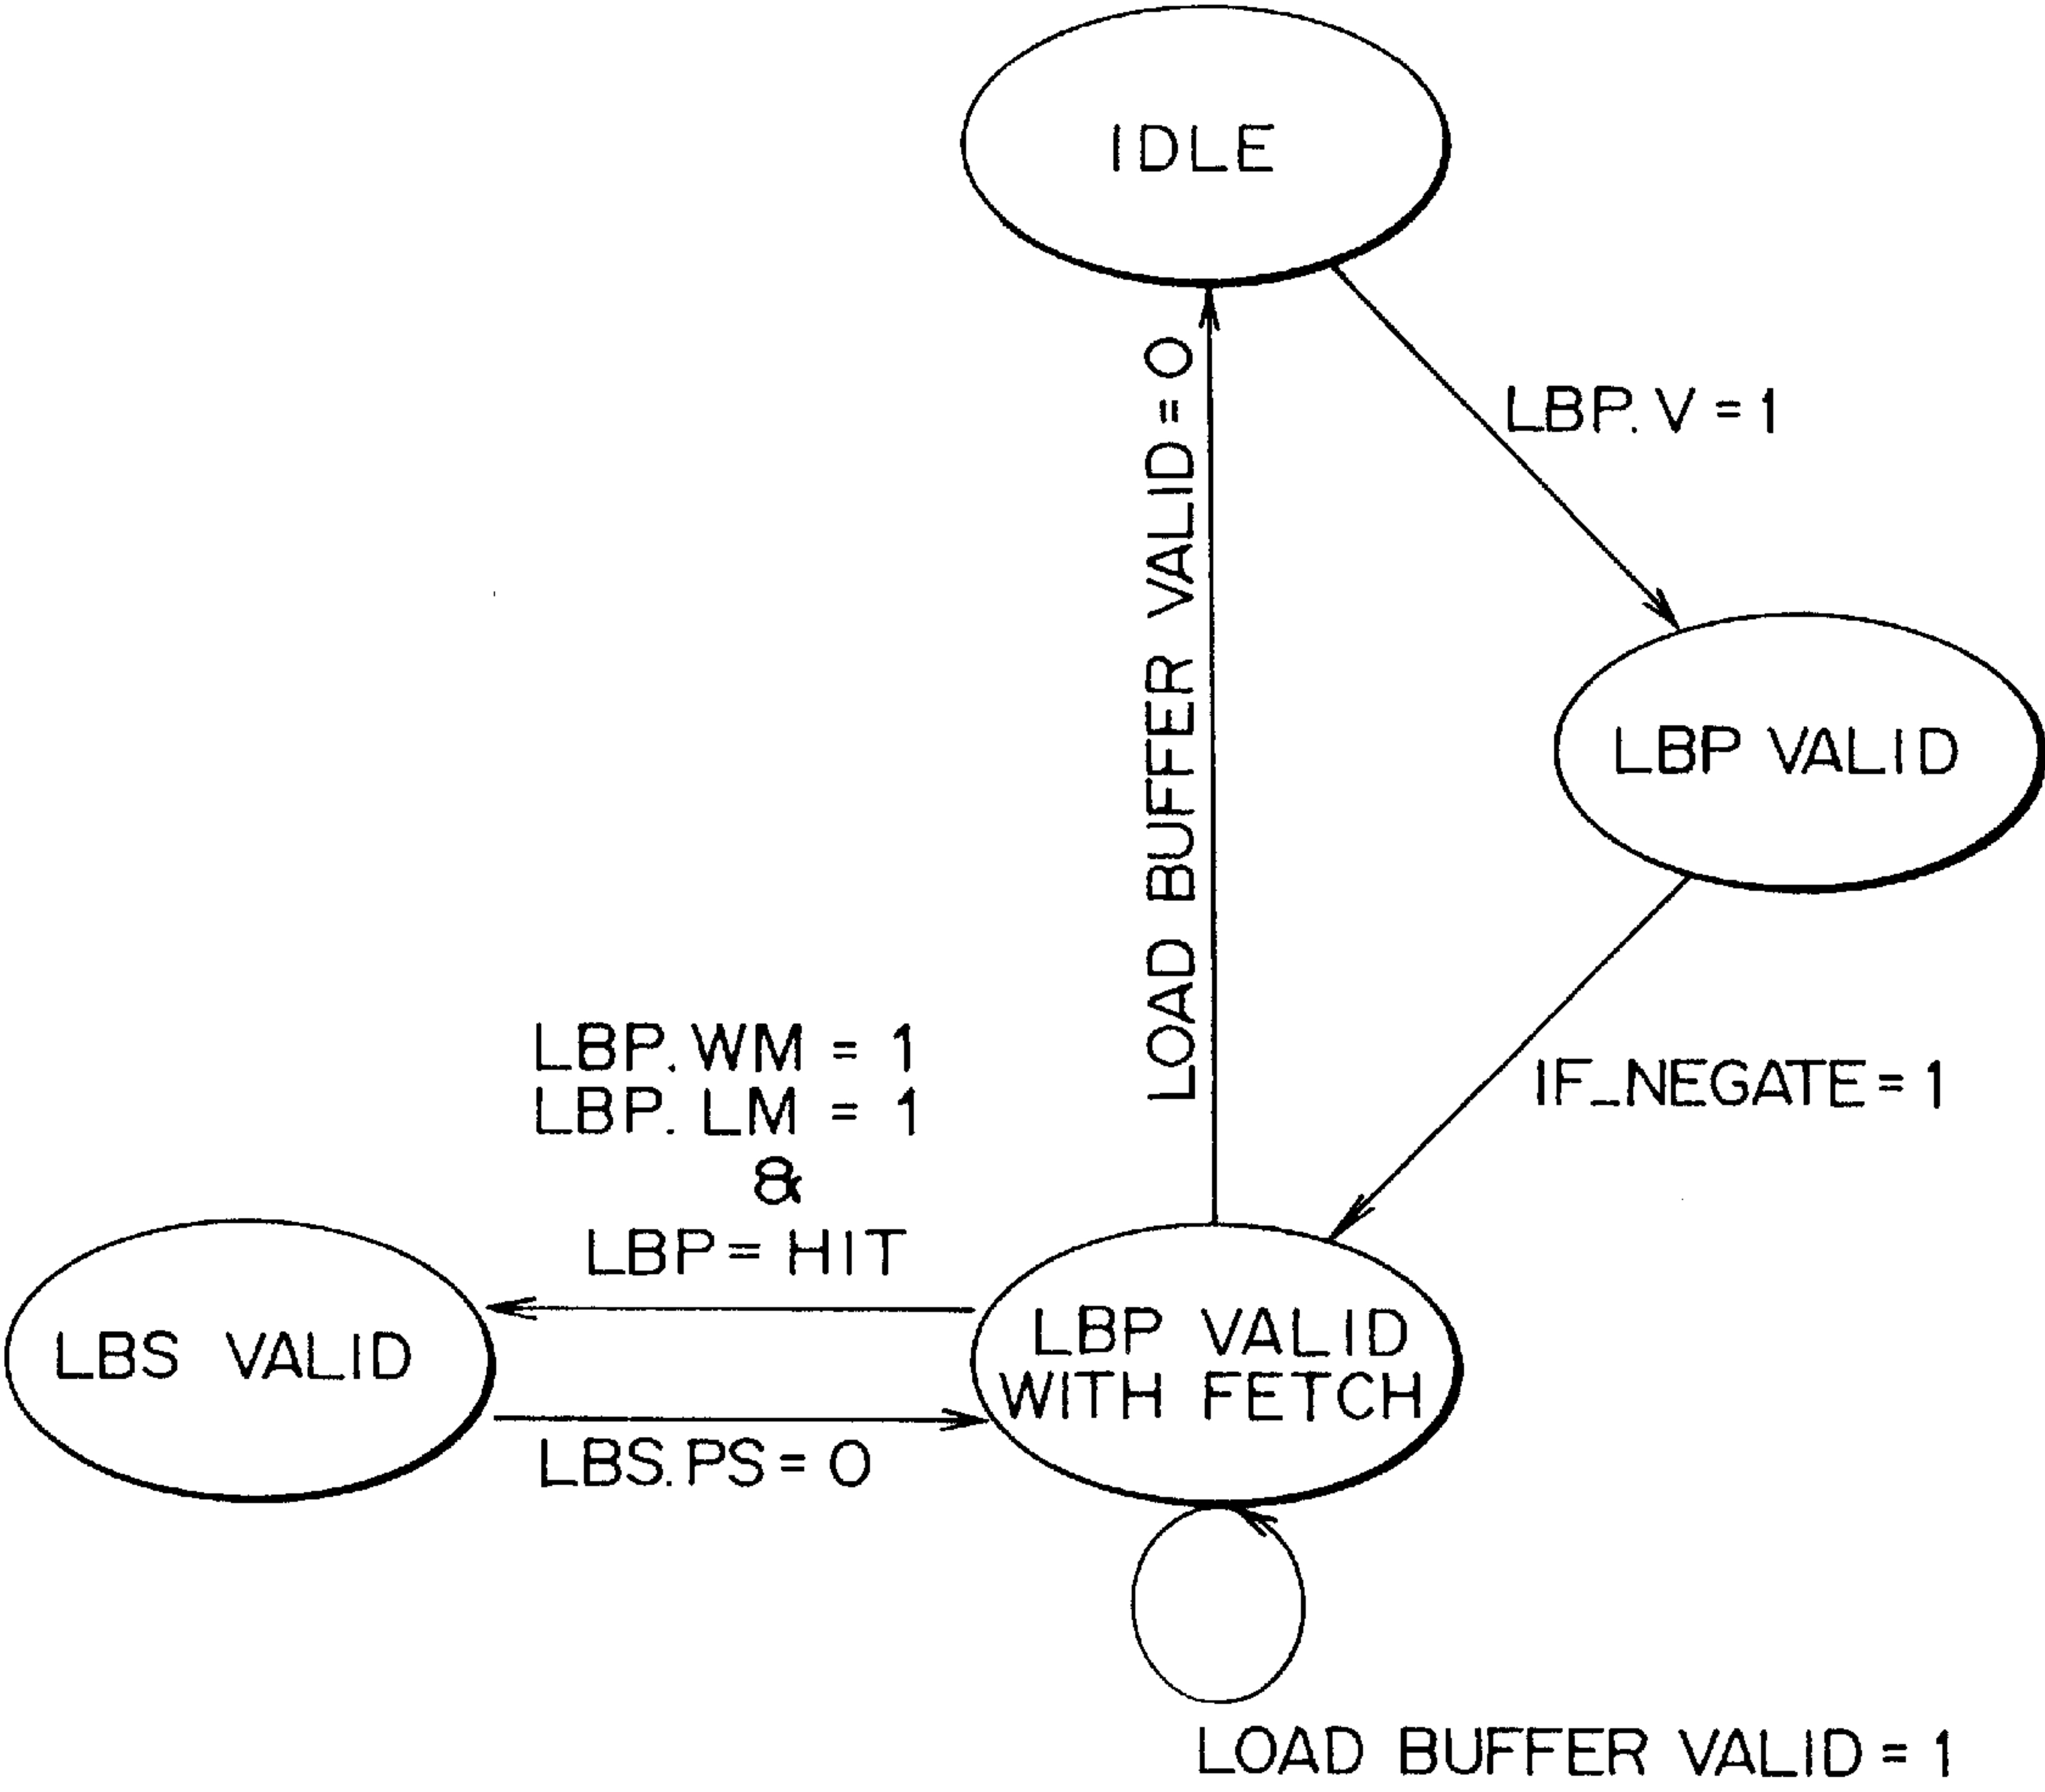 IDLE
LBP.V=1
LOAD BUFFER VALID=0
LBP VALID
IF_NEGATE=1
LBP.WM = 1
LBP.LM = 1
&
LBP=HIT
LBS VALID
LBP VALID
WITH FETCH
LBS.PS=0
LOAD BUFFER VALID=1